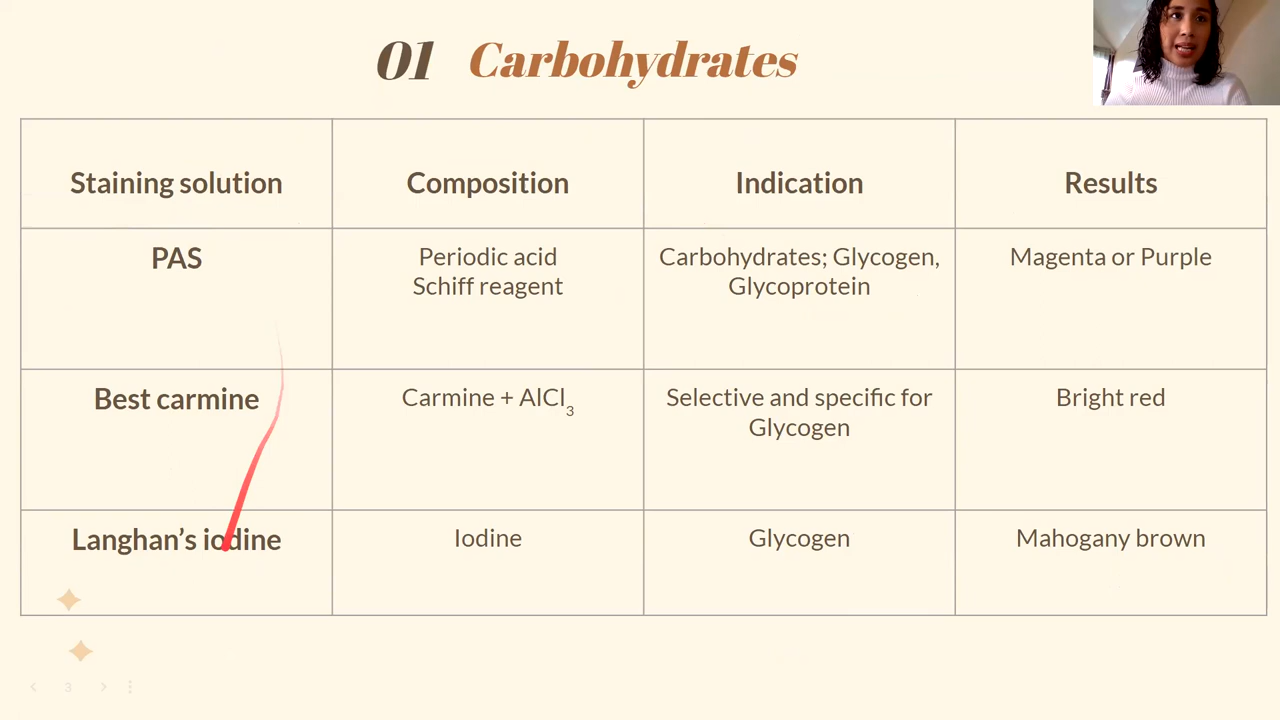 01 Carbohydrates
Staining solution
Composition
Indication
Results
PAS
Periodic acid
Schiff reagent
Carbohydrates; Glycogen,
Glycoprotein
Magenta or Purple
Best carmine
Carmine + AlCl3
Selective and specific for
Glycogen
Bright red
Langhan’s iodine
Iodine
Glycogen
Mahogany brown
3